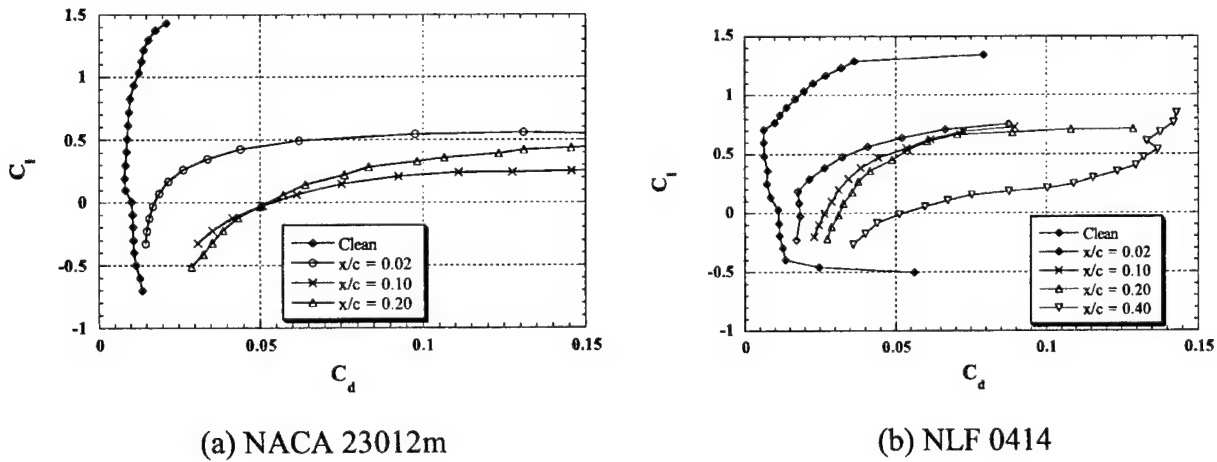 1.5
1
0.5
0
-0.5
-1
C_l
0
0.05
0.1
0.15
C_d
Clean
x/c = 0.02
x/c = 0.10
x/c = 0.20
(a) NACA 23012m
1.5
1
0.5
0
-0.5
-1
C_l
0
0.05
0.1
0.15
C_d
Clean
x/c = 0.02
x/c = 0.10
x/c = 0.20
x/c = 0.40
(b) NLF 0414